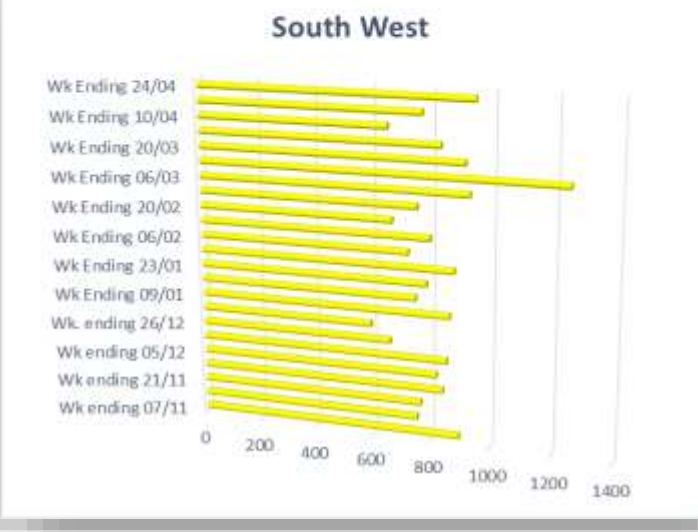 South West
Wk Ending 24/04
Wk Ending 10/04
Wk Ending 20/03
Wk Ending 06/03
Wk Ending 20/02
Wk Ending 06/02
Wk Ending 23/01
Wk Ending 09/01
Wk. ending 26/12
Wk ending 05/12
Wk ending 21/11
Wk ending 07/11
0 200 400 600 800 1000 1200 1400